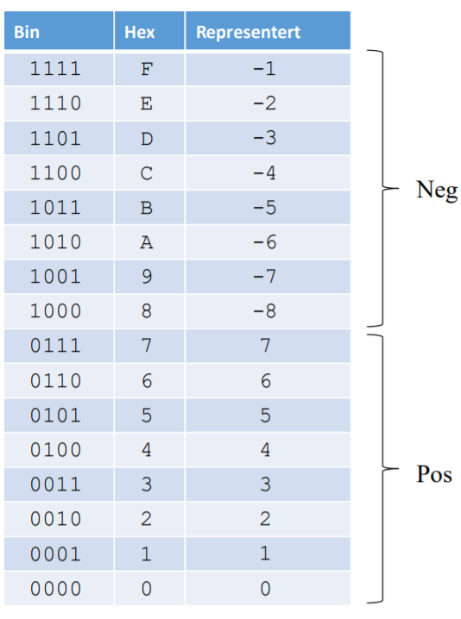 Bin Hex Representert
1111 F −1
1110 E −2
1101 D −3
1100 C −4
Neg
1011 B −5
1010 A −6
1001 9 −7
1000 8 −8
0111 7 7
0110 6 6
0101 5 5
0100 4 4
Pos
0011 3 3
0010 2 2
0001 1 1
0000 0 0